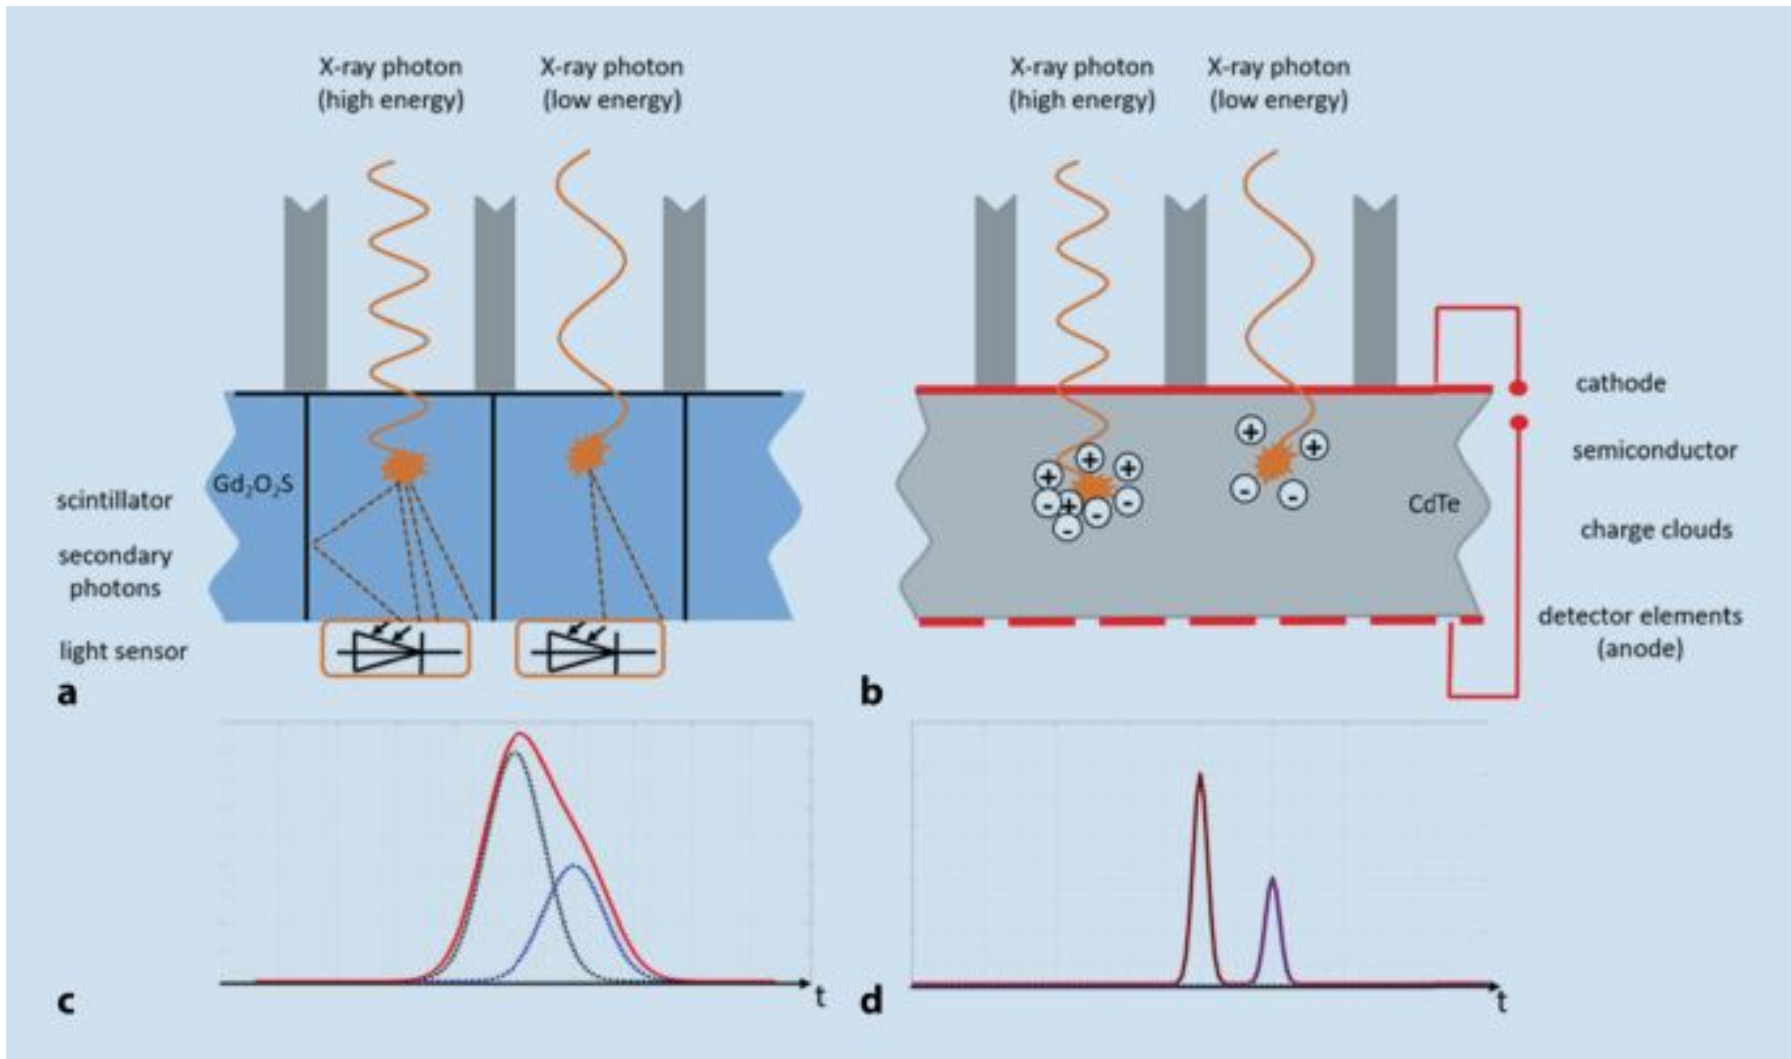 X-ray photon
(high energy)
X-ray photon
(low energy)
Gd₂O₂S
scintillator
secondary
photons
light sensor
a
X-ray photon
(high energy)
X-ray photon
(low energy)
+
+
+
+
-
-
-
-
+
+
-
-
CdTe
cathode
semiconductor
charge clouds
detector elements
(anode)
b
c
t
d
t